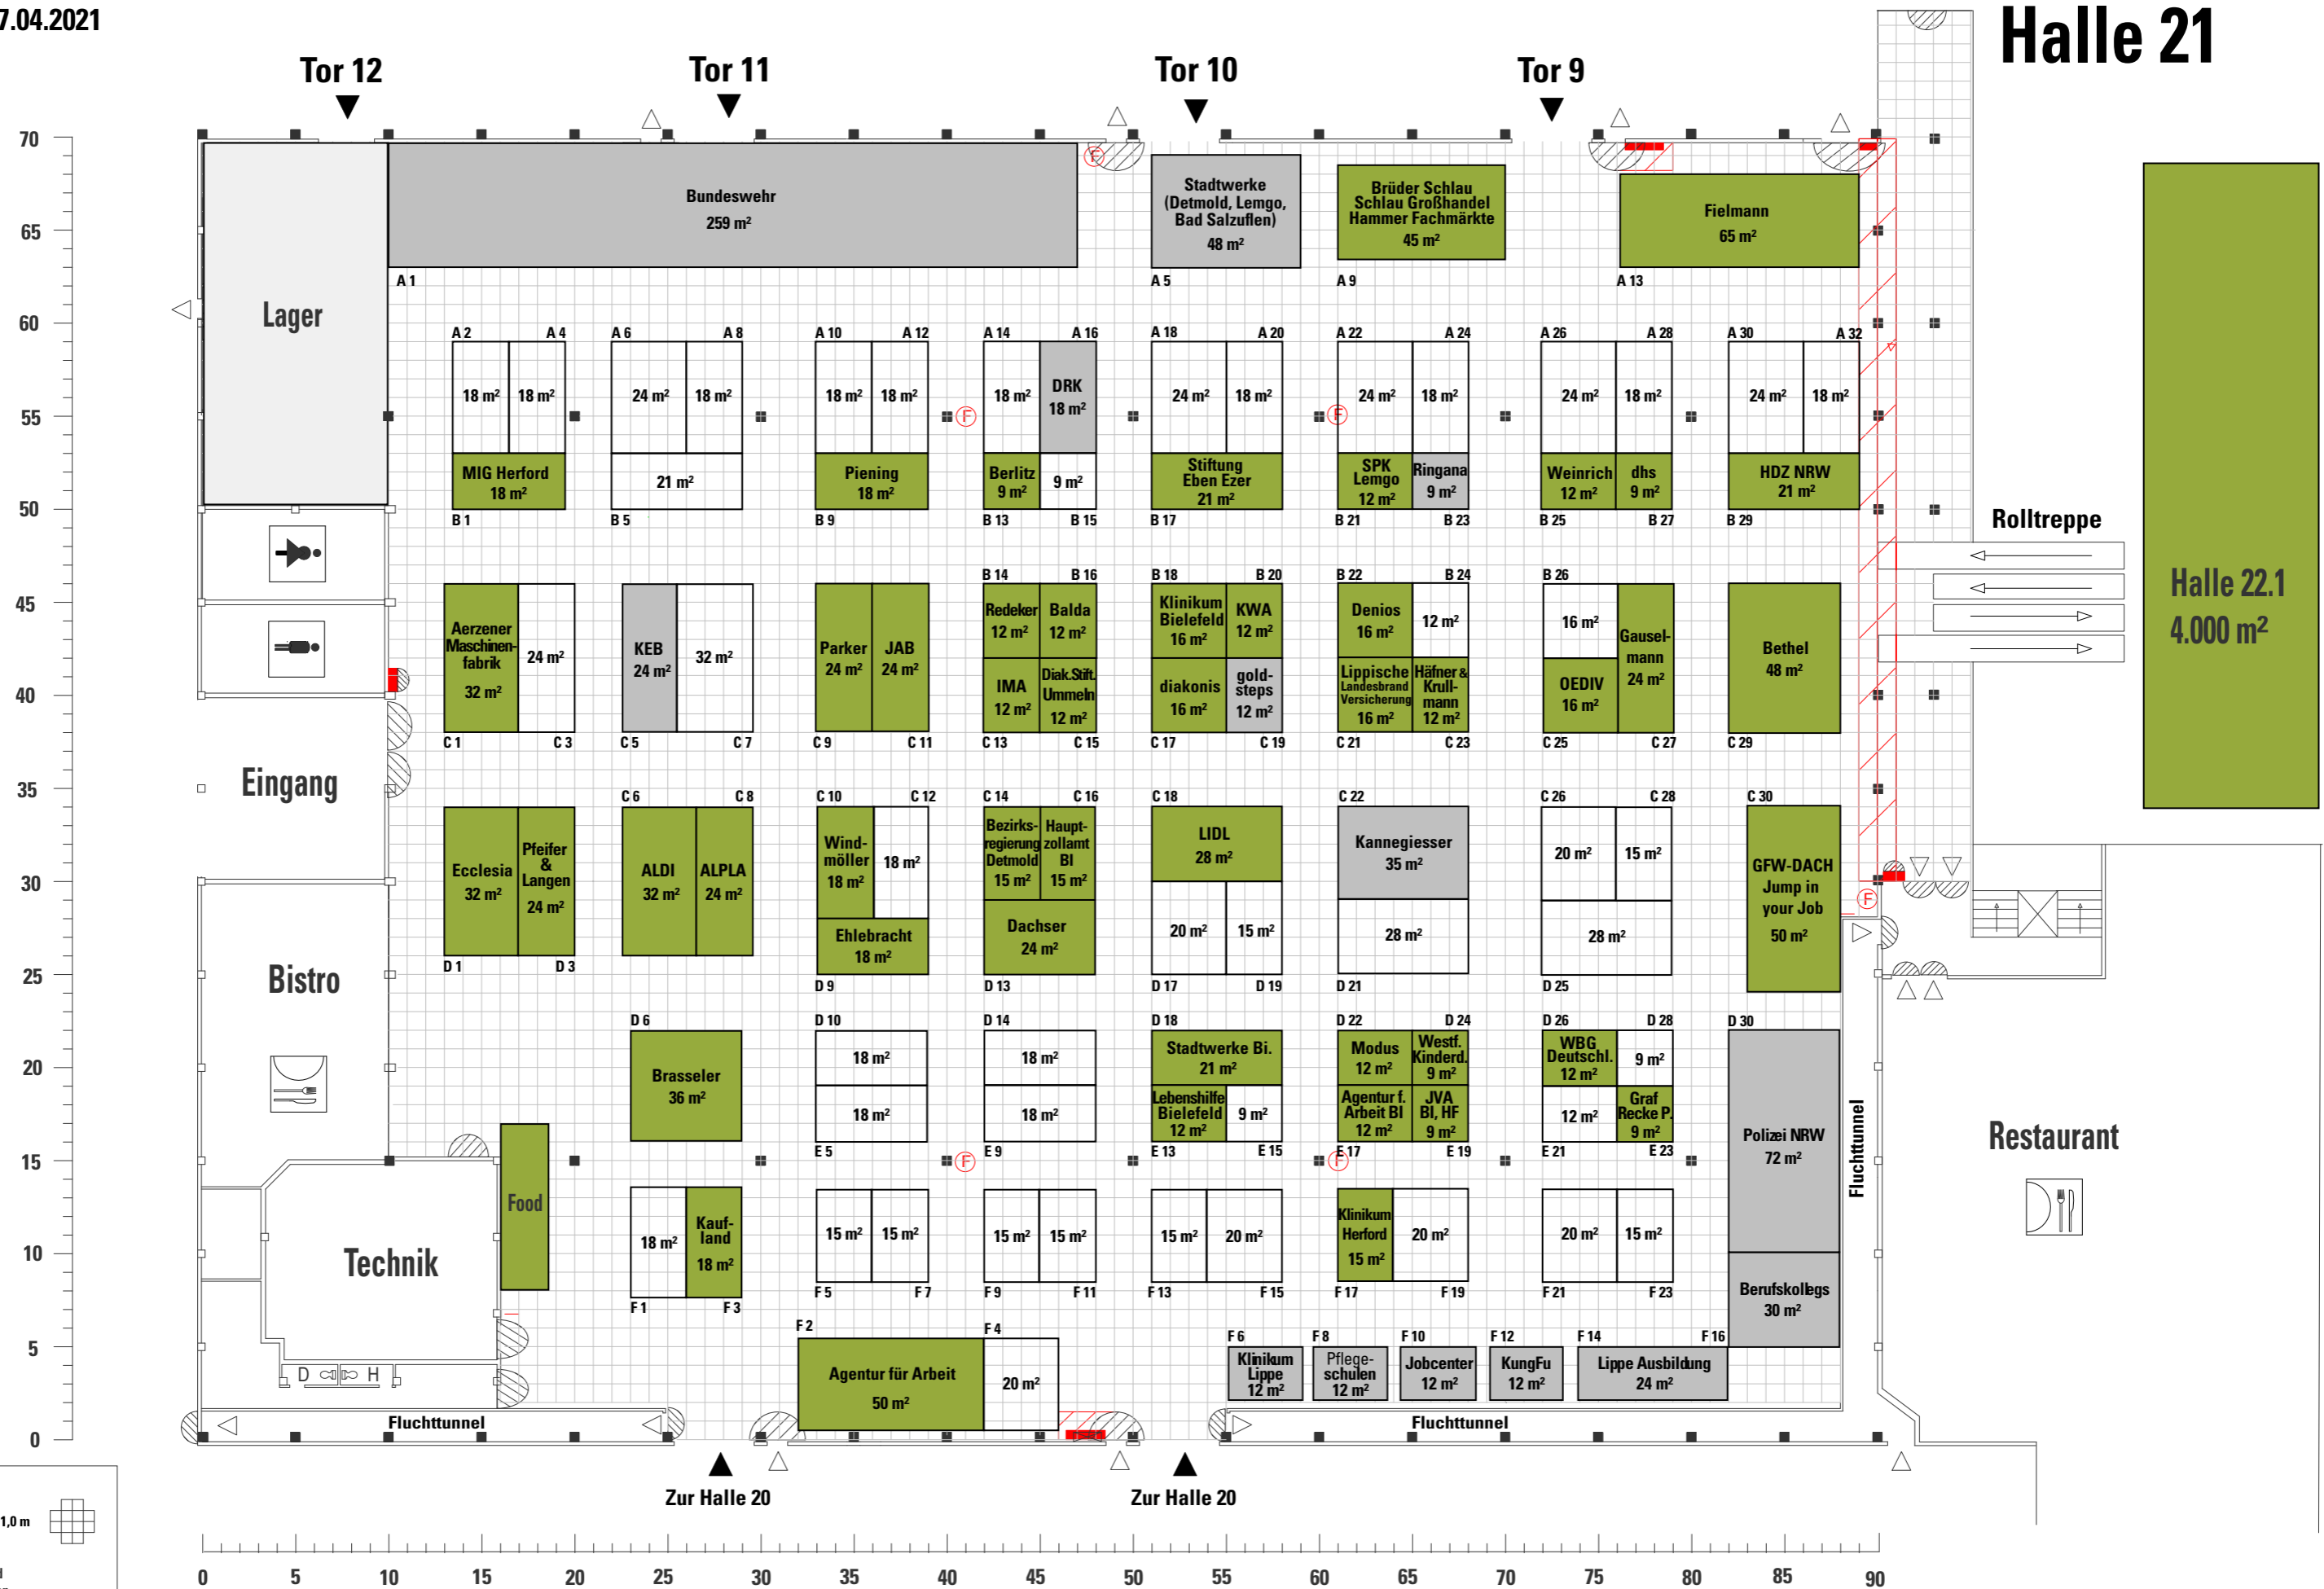 7.04.2021
Halle 21
Tor 12
Tor 11
Tor 10
Tor 9
70
65
60
55
50
45
40
35
30
25
20
15
10
5
0
Lager
Bundeswehr
259 m²
Stadtwerke
(Detmold, Lemgo,
Bad Salzuflen)
48 m²
Brüder Schlau
Schlau Großhandel
Hammer Fachmärkte
45 m²
Fielmann
65 m²
F
A 1
A 5
A 9
A 13
A 2
A 4
A 6
A 8
A 10
A 12
A 14
A 16
A 18
A 20
A 22
A 24
A 26
A 28
A 30
A 32
18 m²
18 m²
24 m²
18 m²
18 m²
18 m²
18 m²
DRK
18 m²
24 m²
18 m²
24 m²
18 m²
24 m²
18 m²
24 m²
18 m²
F
F
MIG Herford
18 m²
21 m²
Piening
18 m²
Berlitz
9 m²
9 m²
Stiftung
Eben Ezer
21 m²
SPK
Lemgo
12 m²
Ringana
9 m²
Weinrich
12 m²
dhs
9 m²
HDZ NRW
21 m²
B 1
B 5
B 9
B 13
B 15
B 17
B 21
B 23
B 25
B 27
B 29
Rolltreppe
Halle 22.1
4.000 m²
B 14
B 16
B 18
B 20
B 22
B 24
B 26
Aerzener
Maschinen-
fabrik
32 m²
24 m²
KEB
24 m²
32 m²
Parker
24 m²
JAB
24 m²
Redeker
12 m²
Balda
12 m²
IMA
12 m²
Diak.Stift.
Ummeln
12 m²
Klinikum
Bielefeld
16 m²
KWA
12 m²
diakonis
16 m²
gold-
steps
12 m²
Denios
16 m²
12 m²
Lippische
Landesbrand
Versicherung
16 m²
Häfner &
Krull-
mann
12 m²
16 m²
OEDIV
16 m²
Gausel-
mann
24 m²
Bethel
48 m²
C 1
C 3
C 5
C 7
C 9
C 11
C 13
C 15
C 17
C 19
C 21
C 23
C 25
C 27
C 29
Eingang
C 6
C 8
C 10
C 12
C 14
C 16
C 18
C 22
C 26
C 28
C 30
Ecclesia
32 m²
Pfeifer
&
Langen
24 m²
ALDI
32 m²
ALPLA
24 m²
Wind-
möller
18 m²
18 m²
Ehlebracht
18 m²
Bezirks-
regierung
Detmold
15 m²
Haupt-
zollamt
BI
15 m²
Dachser
24 m²
LIDL
28 m²
20 m²
15 m²
Kannegiesser
35 m²
28 m²
20 m²
15 m²
28 m²
GFW-DACH
Jump in
your Job
50 m²
F
D 1
D 3
D 9
D 13
D 17
D 19
D 21
D 25
Bistro
D 6
D 10
D 14
D 18
D 22
D 24
D 26
D 28
D 30
Brasseler
36 m²
18 m²
18 m²
18 m²
18 m²
Stadtwerke Bi.
21 m²
Lebenshilfe
Bielefeld
12 m²
9 m²
Modus
12 m²
Westf.
Kinderd.
9 m²
Agentur f.
Arbeit BI
12 m²
JVA
BI, HF
9 m²
WBG
Deutschl.
12 m²
9 m²
12 m²
Graf
Recke P.
9 m²
Polizei NRW
72 m²
Fluchttunnel
Restaurant
E 5
E 9
E 13
E 15
E 17
E 19
E 21
E 23
F
F
Food
Technik
18 m²
Kauf-
land
18 m²
15 m²
15 m²
15 m²
15 m²
15 m²
20 m²
Klinikum
Herford
15 m²
20 m²
20 m²
15 m²
Berufskollegs
30 m²
F 1
F 3
F 5
F 7
F 9
F 11
F 13
F 15
F 17
F 19
F 21
F 23
F 2
F 4
F 6
F 8
F 10
F 12
F 14
F 16
Agentur für Arbeit
50 m²
20 m²
Klinikum
Lippe
12 m²
Pflege-
schulen
12 m²
Jobcenter
12 m²
KungFu
12 m²
Lippe Ausbildung
24 m²
D
H
Fluchttunnel
Fluchttunnel
Zur Halle 20
Zur Halle 20
1,0 m
0
5
10
15
20
25
30
35
40
45
50
55
60
65
70
75
80
85
90